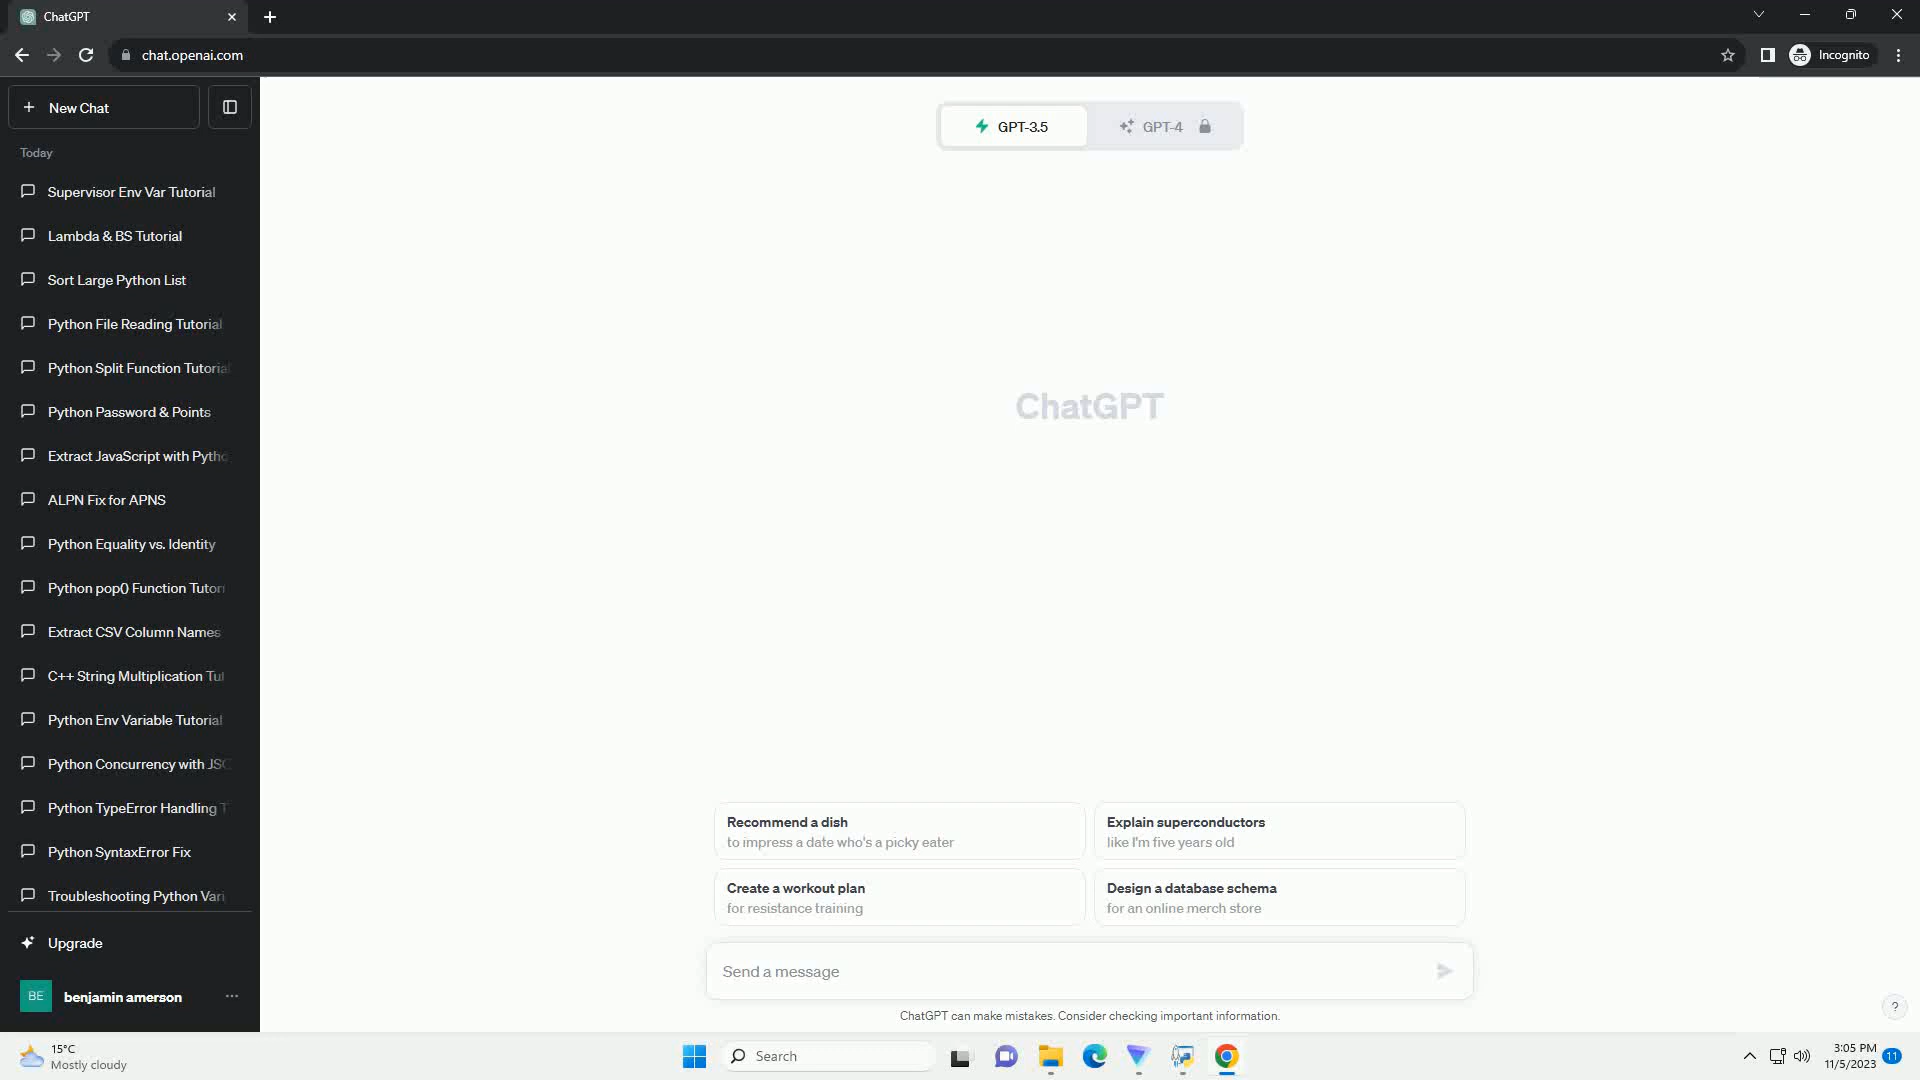 ChatGPT
chat.openai.com
Incognito
New Chat
Today
Supervisor Env Var Tutorial
Lambda & BS Tutorial
Sort Large Python List
Python File Reading Tutorial
Python Split Function Tutorial
Python Password & Points
Extract JavaScript with Pytho
ALPN Fix for APNS
Python Equality vs. Identity
Python pop() Function Tutori
Extract CSV Column Names
C++ String Multiplication Tut
Python Env Variable Tutorial
Python Concurrency with JSO
Python TypeError Handling T
Python SyntaxError Fix
Troubleshooting Python Vari
Upgrade
BE benjamin amerson
GPT-3.5 GPT-4
ChatGPT
Recommend a dish
to impress a date who's a picky eater
Explain superconductors
like I'm five years old
Create a workout plan
for resistance training
Design a database schema
for an online merch store
Send a message
ChatGPT can make mistakes. Consider checking important information.
?
15°C
Mostly cloudy
Search
3:05 PM
11/5/2023
11